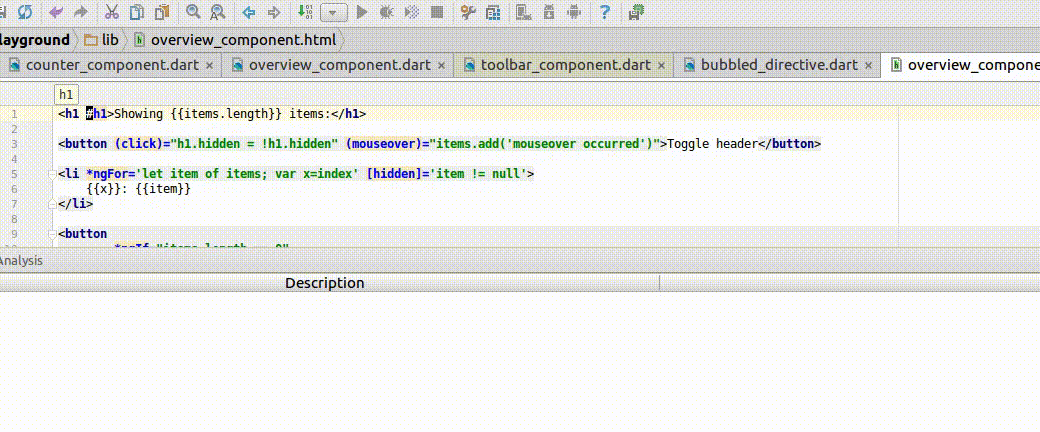 layground lib overview_component.html
counter_component.dart × overview_component.dart × toolbar_component.dart × bubbled_directive.dart × overview_compone
h1
1 <h1 #h1>Showing {{items.length}} items:</h1>
2
3 <button (click)="h1.hidden = !h1.hidden" (mouseover)="items.add('mouseover occurred')">Toggle header</button>
4
5 <li *ngFor='let item of items; var x=index' [hidden]='item != null'>
6 {{x}}: {{item}}
7 </li>
8
9 <button
Analysis
Description